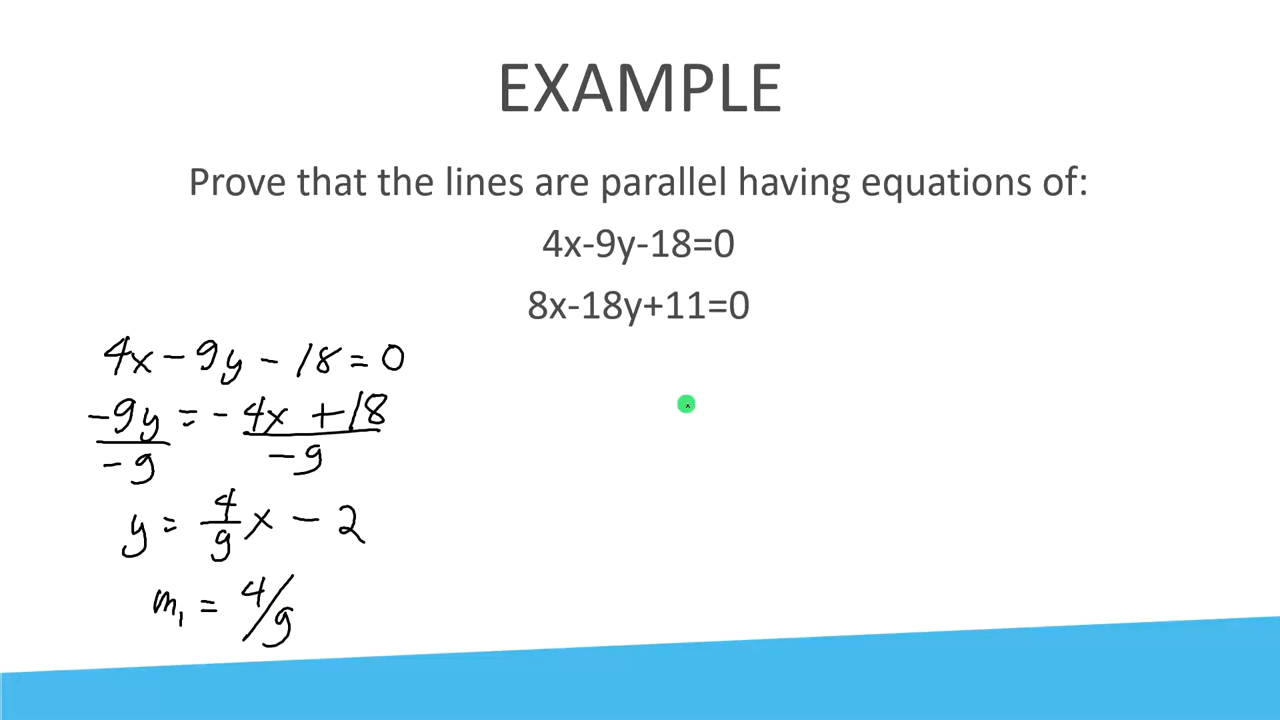 EXAMPLE
Prove that the lines are parallel having equations of:
4x-9y-18=0
8x-18y+11=0
4x - 9y - 18 = 0
-9y = - 4x + 18
-9 -9
y = 4/9 x - 2
m₁ = 4/9